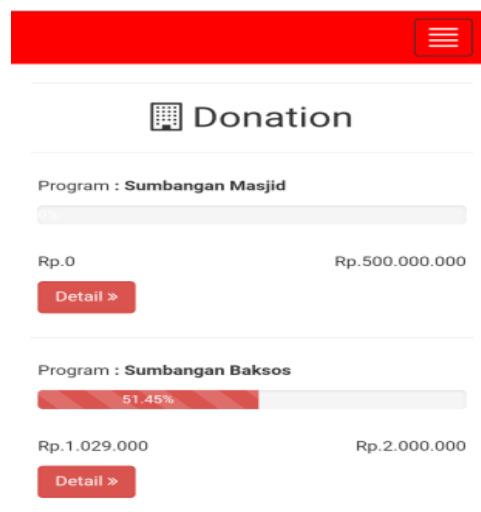 Donation
Program : Sumbangan Masjid
0%
Rp.0 Rp.500.000.000
Detail »
Program : Sumbangan Baksos
51.45%
Rp.1.029.000 Rp.2.000.000
Detail »